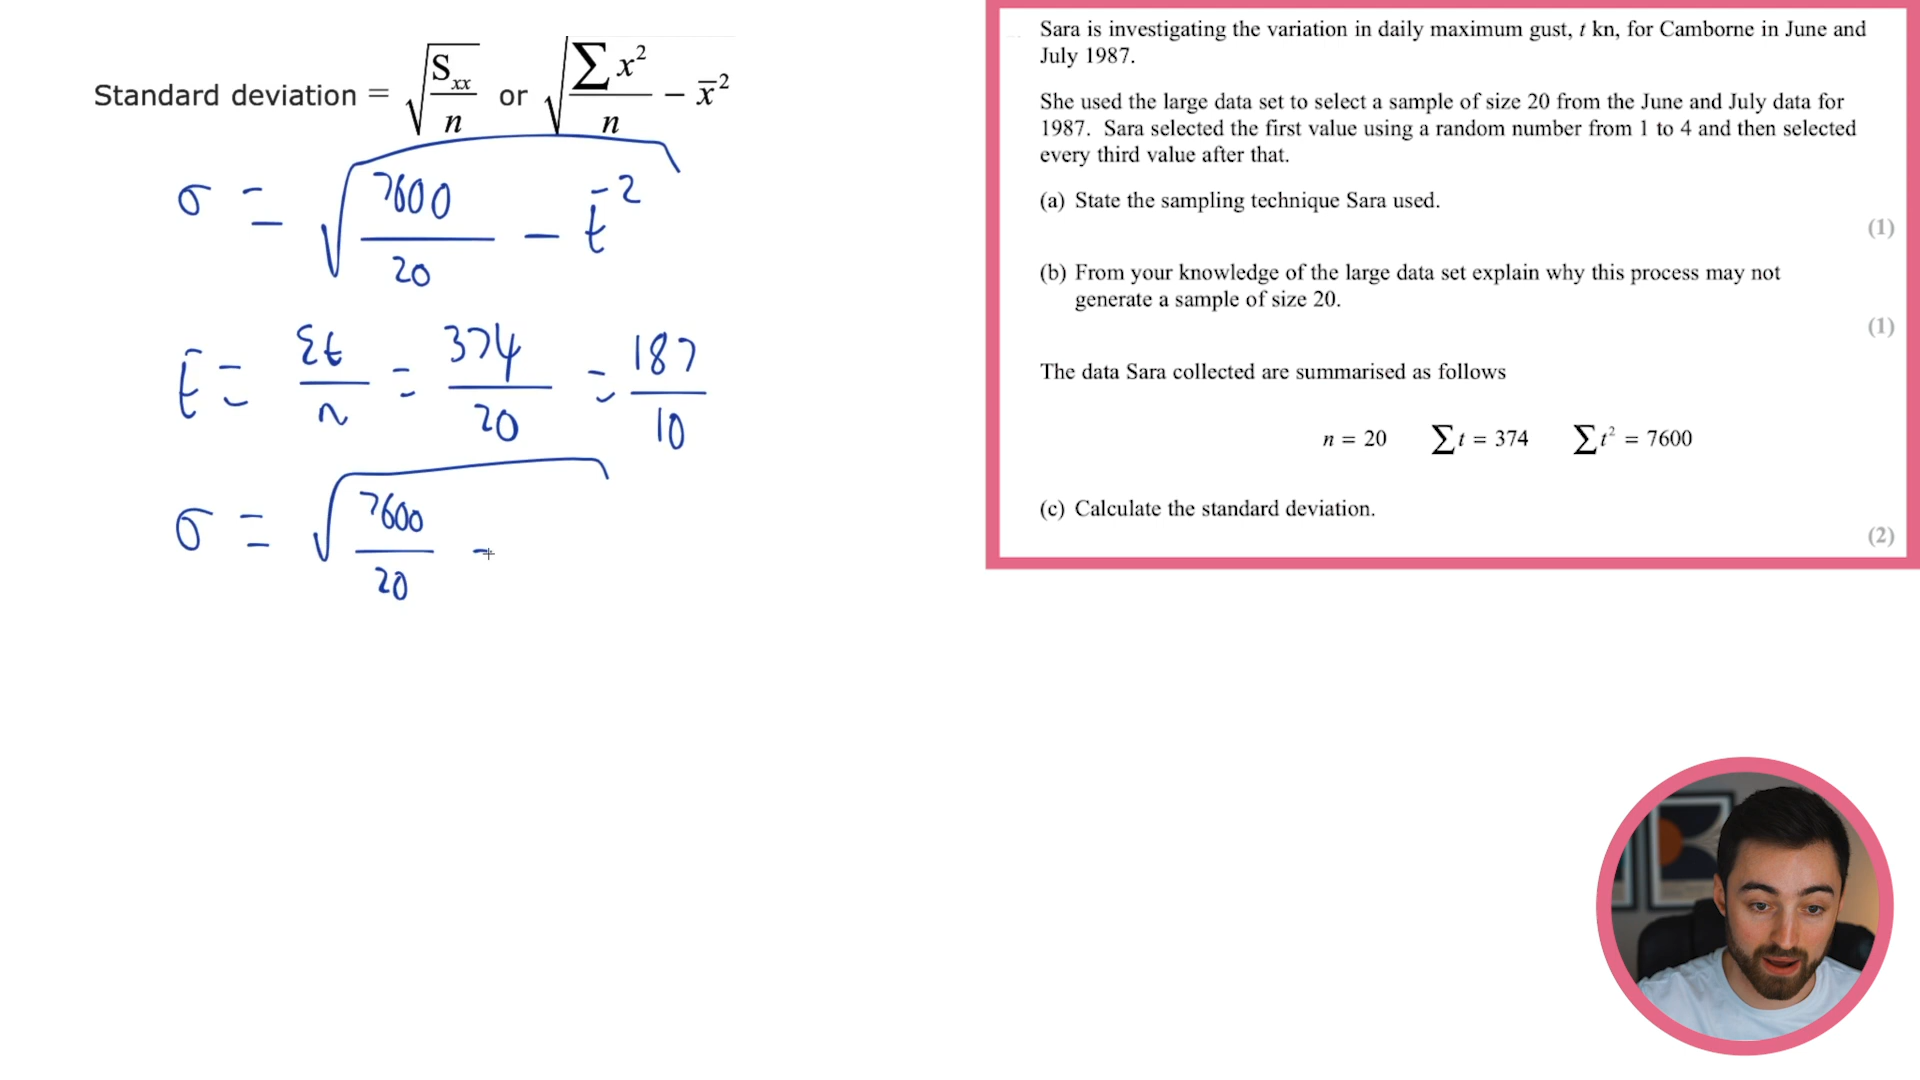 Standard deviation = √(Sxx/n) or √(∑x²/n − x̄²)
σ = √(7600/20 − t̄²)
t̄ = Σt/n = 374/20 = 187/10
σ = √(7600/20 −
Sara is investigating the variation in daily maximum gust, t kn, for Camborne in June and
July 1987.
She used the large data set to select a sample of size 20 from the June and July data for
1987. Sara selected the first value using a random number from 1 to 4 and then selected
every third value after that.
(a) State the sampling technique Sara used.
(1)
(b) From your knowledge of the large data set explain why this process may not
generate a sample of size 20.
(1)
The data Sara collected are summarised as follows
n = 20 ∑t = 374 ∑t² = 7600
(c) Calculate the standard deviation.
(2)